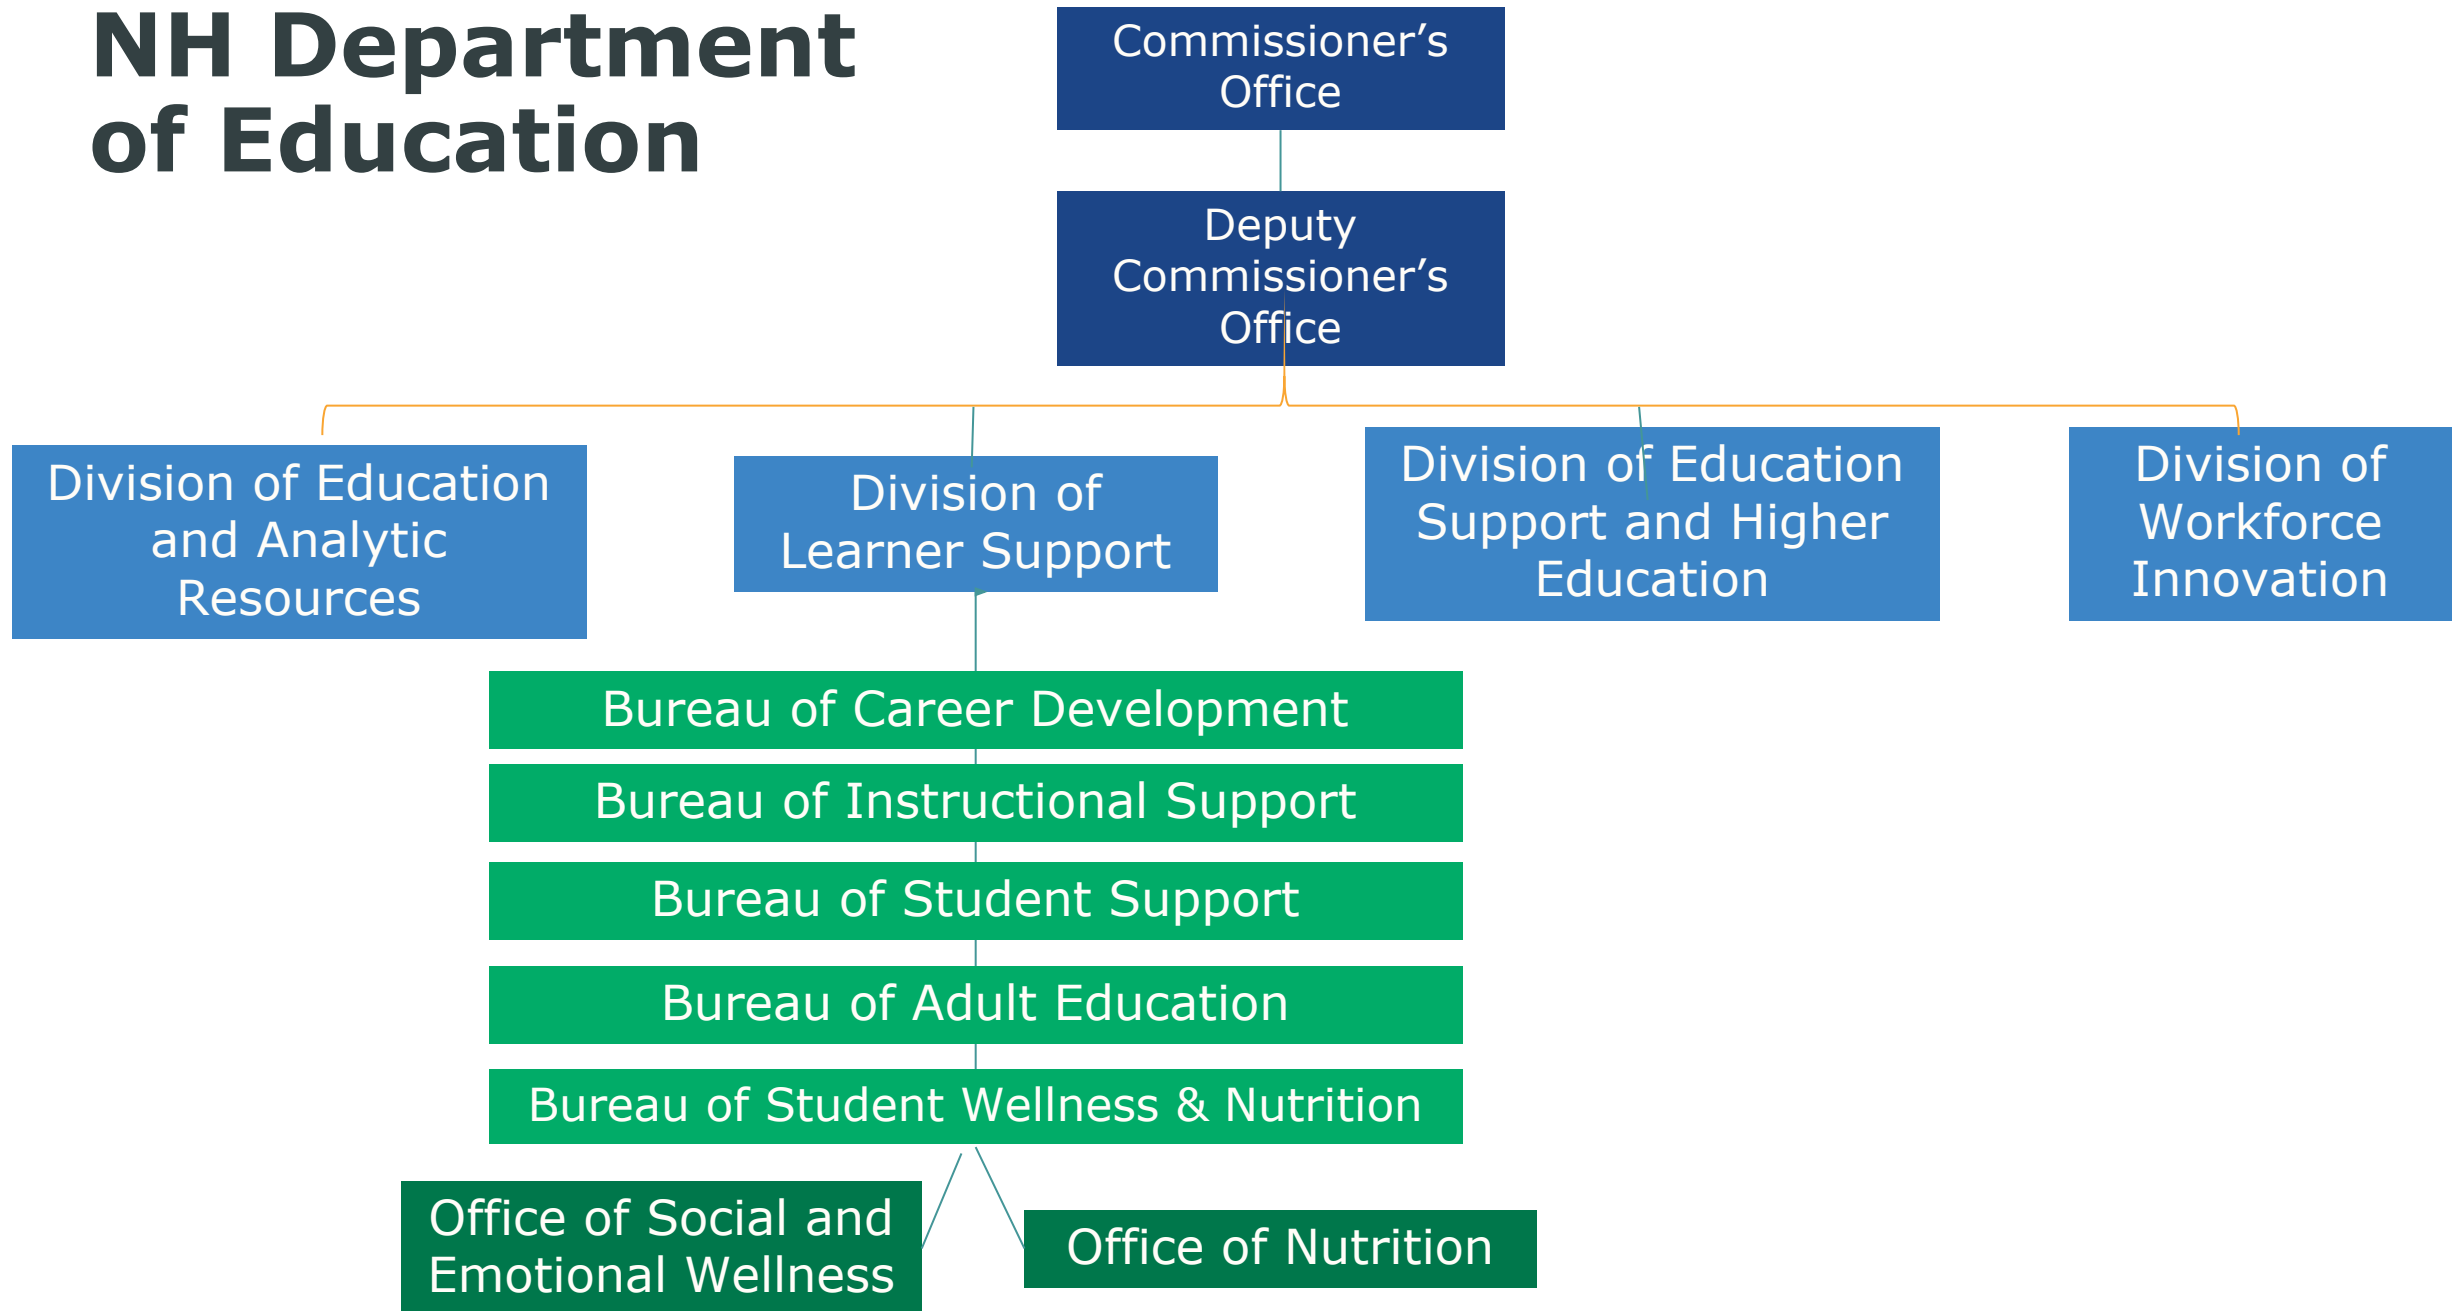 NH Department
of Education
Commissioner’s
Office
Deputy
Commissioner’s
Office
Division of Education
and Analytic
Resources
Division of
Learner Support
Division of Education
Support and Higher
Education
Division of
Workforce
Innovation
Bureau of Career Development
Bureau of Instructional Support
Bureau of Student Support
Bureau of Adult Education
Bureau of Student Wellness & Nutrition
Office of Social and
Emotional Wellness
Office of Nutrition